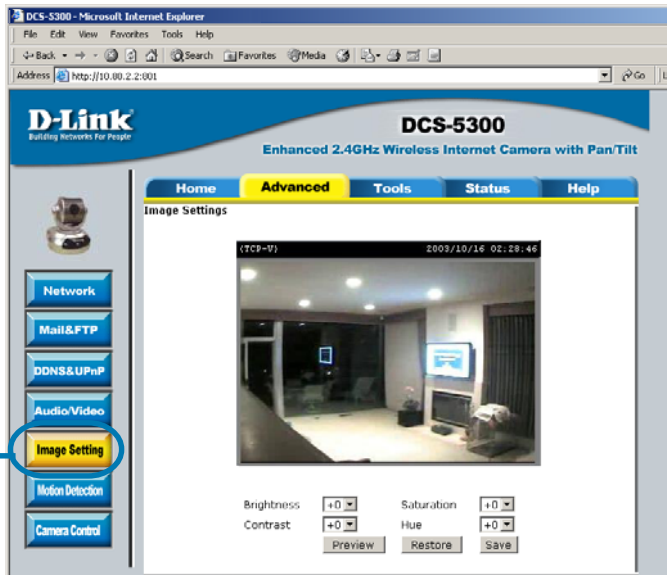 DCS-5300 - Microsoft Internet Explorer
File Edit View Favorites Tools Help
Back Search Favorites Media
Address http://10.80.2.2:801 Go
D-Link
Building Networks For People
DCS-5300
Enhanced 2.4GHz Wireless Internet Camera with Pan/Tilt
Home Advanced Tools Status Help
Image Settings
(TCP-V) 2003/10/16 02:28:46
Network
Mail&FTP
DDNS&UPnP
Audio/Video
Image Setting
Motion Detection
Camera Control
Brightness +0 Saturation +0
Contrast +0 Hue +0
Preview Restore Save